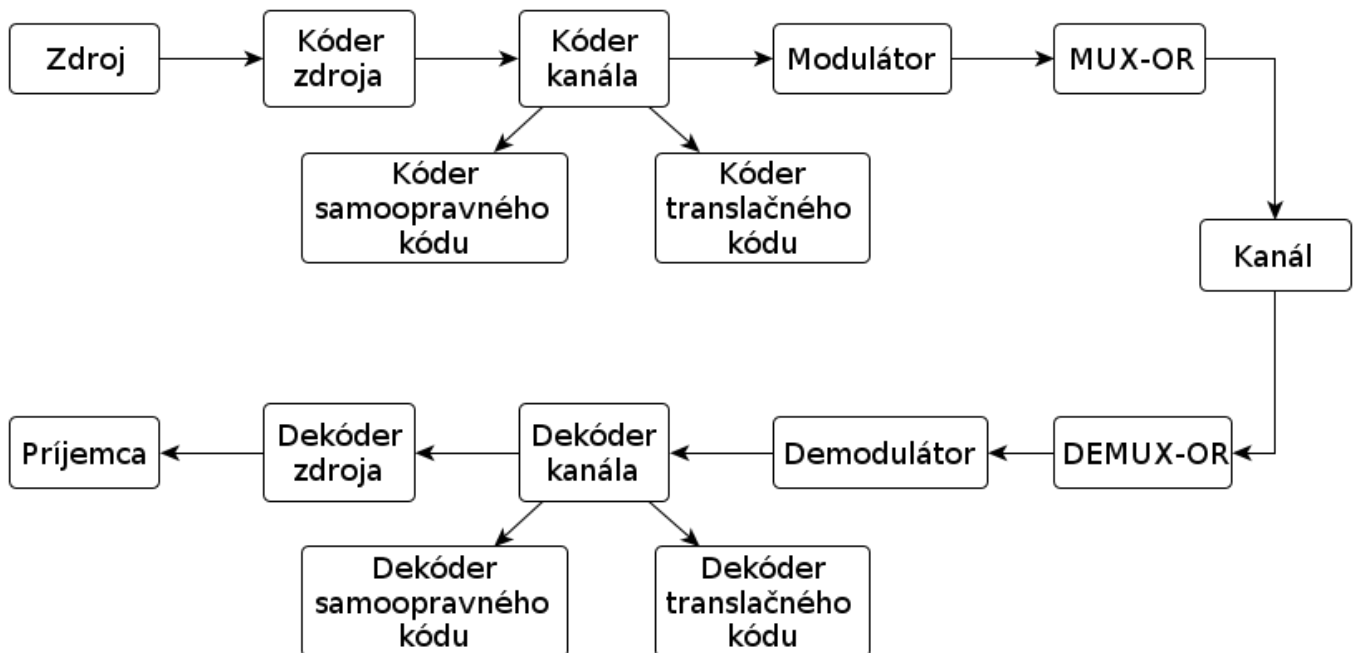 Zdroj
Kóder
zdroja
Kóder
kanála
Modulátor
MUX-OR
Kóder
samoopravného
kódu
Kóder
translačného
kódu
Kanál
Príjemca
Dekóder
zdroja
Dekóder
kanála
Demodulátor
DEMUX-OR
Dekóder
samoopravného
kódu
Dekóder
translačného
kódu